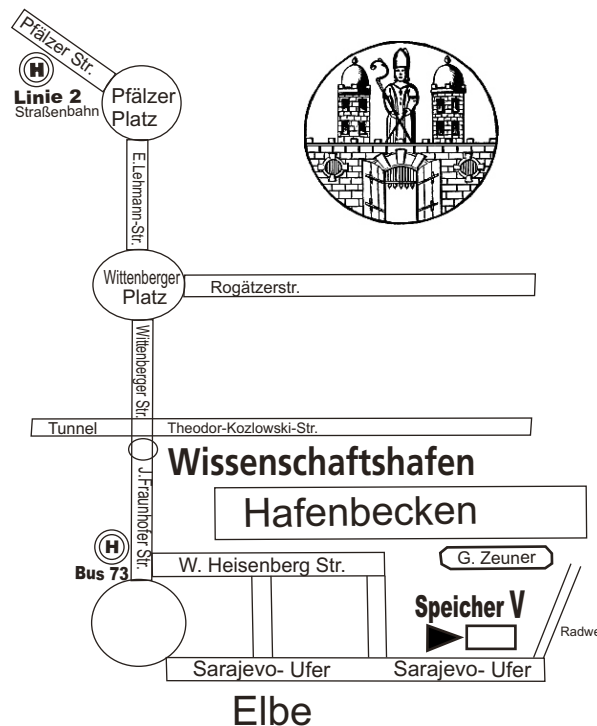 Pfälzer Str.
H
Linie 2
Straßenbahn
Pfälzer
Platz
E.Lehmann-Str.
Wittenberger
Platz
Rogätzerstr.
Wittenberger Str.
Tunnel
Theodor-Kozlowski-Str.
Wissenschaftshafen
J.Fraunhofer Str.
Hafenbecken
H
Bus 73
W. Heisenberg Str.
G. Zeuner
Speicher V
Radwe
Sarajevo- Ufer
Sarajevo- Ufer
Elbe